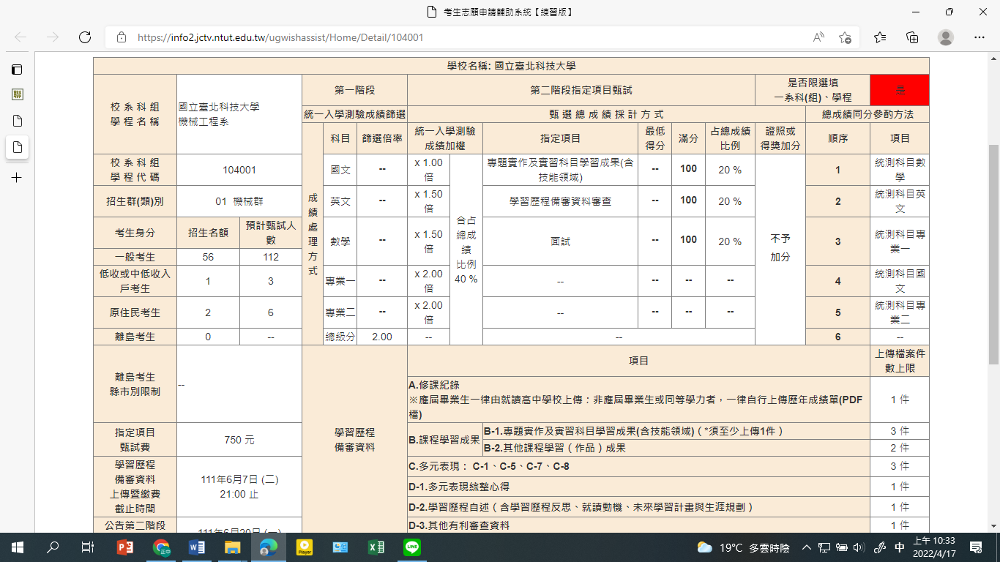 考生志願申請輔助系統【練習版】
https://info2.jctv.ntut.edu.tw/ugwishassist/Home/Detail/104001
學校名稱: 國立臺北科技大學
校 系 科 組
學 程 名 稱
國立臺北科技大學
機械工程系
第一階段
第二階段指定項目甄試
是否限選填
一系科(組)、學程
是
統一入學測驗成績篩選
甄 選 總 成 績 採 計 方 式
總成績同分參酌方法
成績處理方式
科目
篩選倍率
統一入學測驗
成績加權
指定項目
最低
得分
滿分
占總成績
比例
證照或
得獎加分
順序
項目
校 系 科 組
學 程 代 碼
104001
國文
--
x 1.00
倍
含占
總成
績
比例
40 %
專題實作及實習科目學習成果(含
技能領域)
--
100
20 %
不予
加分
1
統測科目數
學
招生群(類)別
01 機械群
英文
--
x 1.50
倍
學習歷程備審資料審查
--
100
20 %
2
統測科目英
文
考生身分
招生名額
預計甄試人
數
數學
--
x 1.50
倍
面試
--
100
20 %
3
統測科目專
業一
一般考生
56
112
低收或中低收入
戶考生
1
3
專業一
--
x 2.00
倍
--
--
--
--
4
統測科目國
文
原住民考生
2
6
專業二
--
x 2.00
倍
--
--
--
--
5
統測科目專
業二
離島考生
0
--
總級分
2.00
--
--
6
--
離島考生
縣市別限制
--
學習歷程
備審資料
項目
上傳檔案件
數上限
A.修課紀錄
※應屆畢業生一律由就讀高中學校上傳；非應屆畢業生或同等學力者，一律自行上傳歷年成績單(PDF
檔)
1 件
指定項目
甄試費
750 元
B.課程學習成果
B-1.專題實作及實習科目學習成果(含技能領域)（*須至少上傳1件）
3 件
B-2.其他課程學習（作品）成果
2 件
學習歷程
備審資料
上傳暨繳費
截止時間
111年6月7日 (二)
21:00 止
C.多元表現： C-1、C-5、C-7、C-8
3 件
D-1.多元表現綜整心得
1 件
D-2.學習歷程自述（含學習歷程反思、就讀動機、未來學習計畫與生涯規劃）
1 件
公告第二階段
111年6月20日 (一)
D-3.其他有利審查資料
1 件
19°C 多雲時陰
中
上午 10:33
2022/4/17